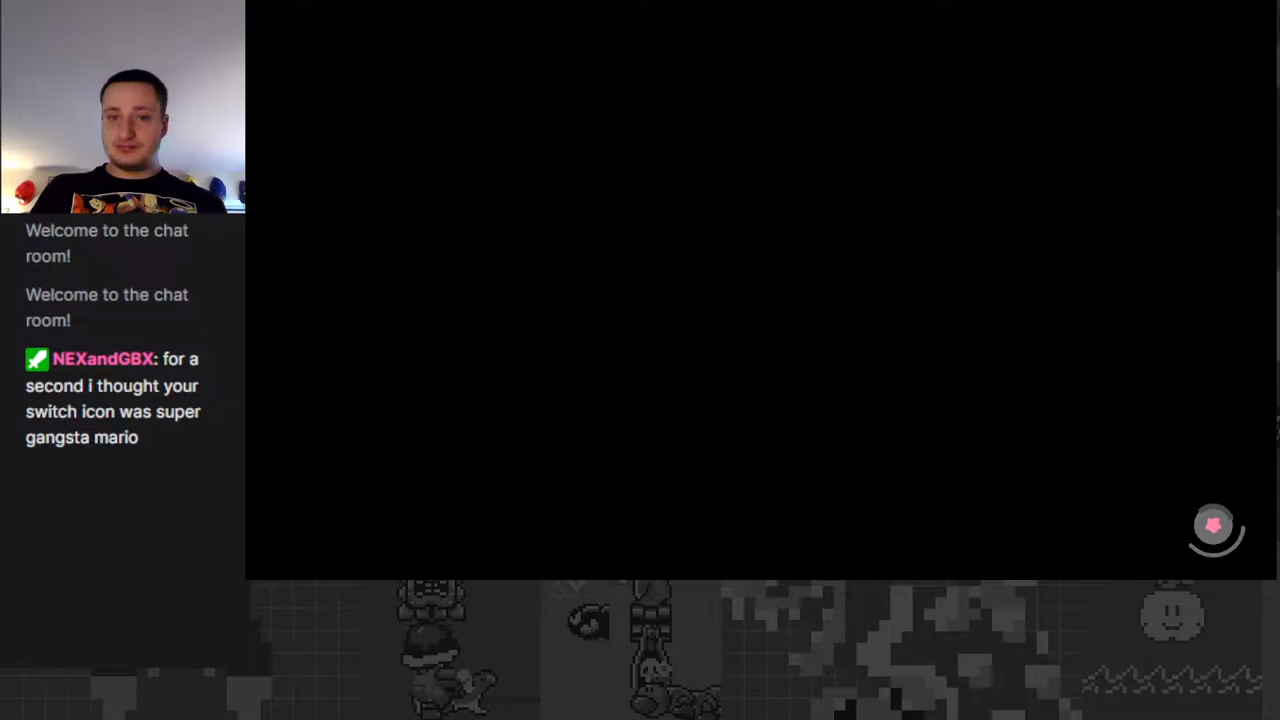 Welcome to the chat
room!
Welcome to the chat
room!
NEXandGBX: for a
second i thought your
switch icon was super
gangsta mario